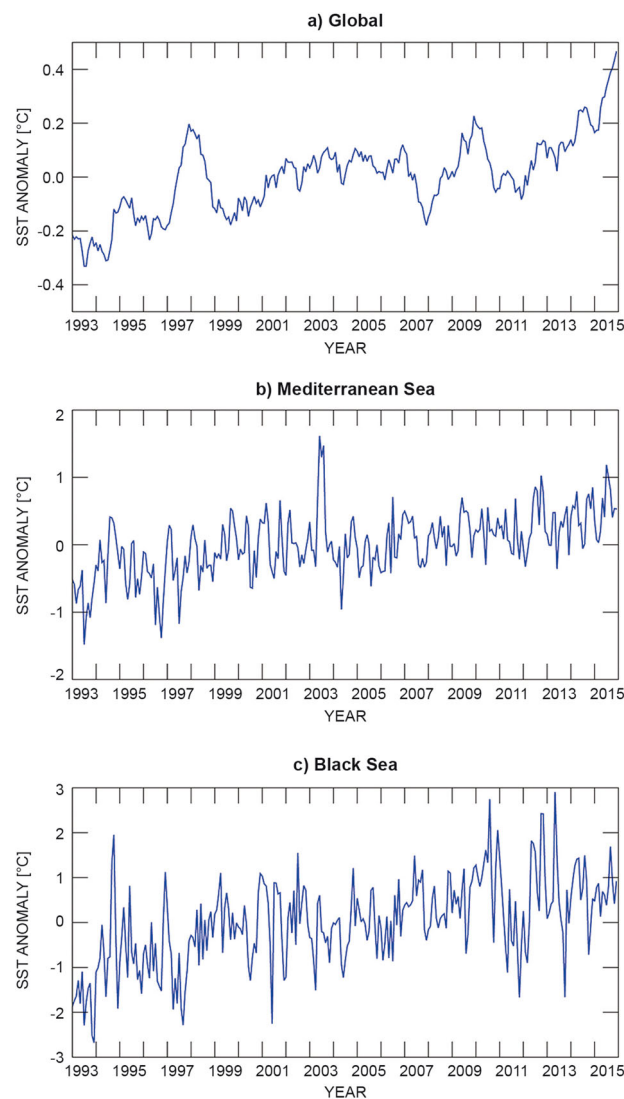 a) Global
0.4
0.2
0.0
-0.2
-0.4
SST ANOMALY [°C]
1993 1995 1997 1999 2001 2003 2005 2007 2009 2011 2013 2015
YEAR
b) Mediterranean Sea
2
1
0
-1
-2
SST ANOMALY [°C]
1993 1995 1997 1999 2001 2003 2005 2007 2009 2011 2013 2015
YEAR
c) Black Sea
3
2
1
0
-1
-2
-3
SST ANOMALY [°C]
1993 1995 1997 1999 2001 2003 2005 2007 2009 2011 2013 2015
YEAR